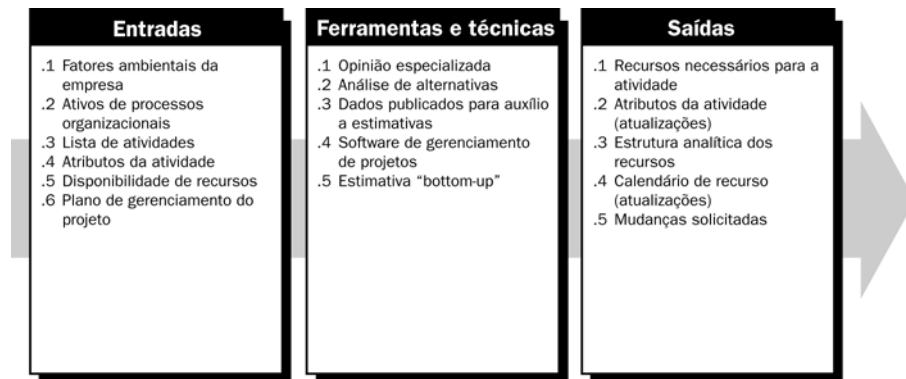 Entradas
.1 Fatores ambientais da
empresa
.2 Ativos de processos
organizacionais
.3 Lista de atividades
.4 Atributos da atividade
.5 Disponibilidade de recursos
.6 Plano de gerenciamento do
projeto
Ferramentas e técnicas
.1 Opinião especializada
.2 Análise de alternativas
.3 Dados publicados para auxílio
a estimativas
.4 Software de gerenciamento
de projetos
.5 Estimativa “bottom-up”
Saídas
.1 Recursos necessários para a
atividade
.2 Atributos da atividade
(atualizações)
.3 Estrutura analítica dos
recursos
.4 Calendário de recurso
(atualizações)
.5 Mudanças solicitadas